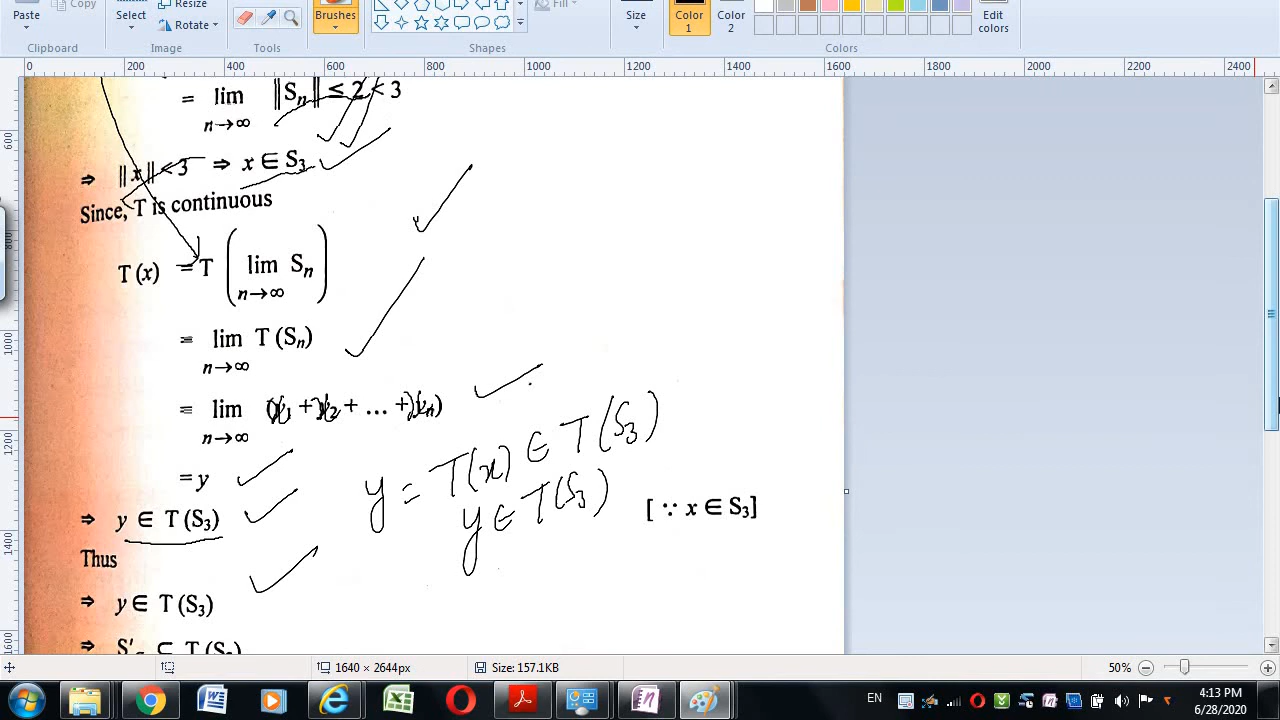 Paste
Copy
Select
Resize
Rotate
Brushes
Fill
Size
Color 1
Color 2
Edit colors
Clipboard
Image
Tools
Shapes
Colors
0 200 400 600 800 1000 1200 1400 1600 1800 2000 2200 2400
= lim n→∞ ||Sₙ|| ≤ 2 < 3
⇒ || x || < 3 ⇒ x ∈ S₃
Since, T is continuous
T (x) = T ( lim n→∞ Sₙ )
= lim n→∞ T (Sₙ)
= lim n→∞ (y₁ + y₂ + ... + yₙ)
= y
y = T(x) ∈ T(S₃)
y ∈ T(S₃)
⇒ y ∈ T (S₃) [ ∵ x ∈ S₃]
Thus
⇒ y ∈ T (S₃)
1640 × 2644px
Size: 157.1KB
50%
EN
4:13 PM
6/28/2020